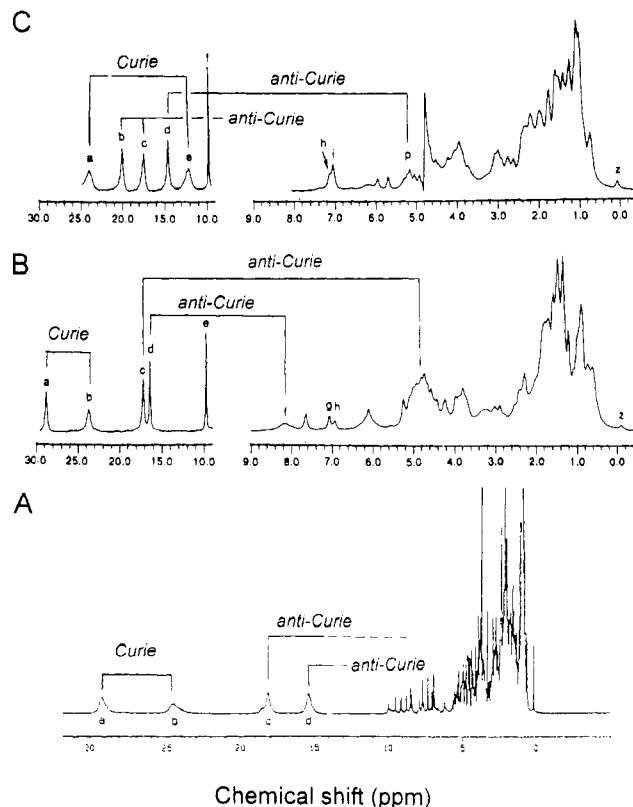 C
Curie
anti-Curie
a b c d e anti-Curie h p z
30.0 25.0 20.0 15.0 10.0 9.0 8.0 7.0 6.0 5.0 4.0 3.0 2.0 1.0 0.0
B
anti-Curie
anti-Curie
Curie
a b c d e g h z
30.0 25.0 20.0 15.0 10.0 9.0 8.0 7.0 6.0 5.0 4.0 3.0 2.0 1.0 0.0
A
anti-Curie
Curie
anti-Curie
a b c d
20 15 10 5 0
Chemical shift (ppm)